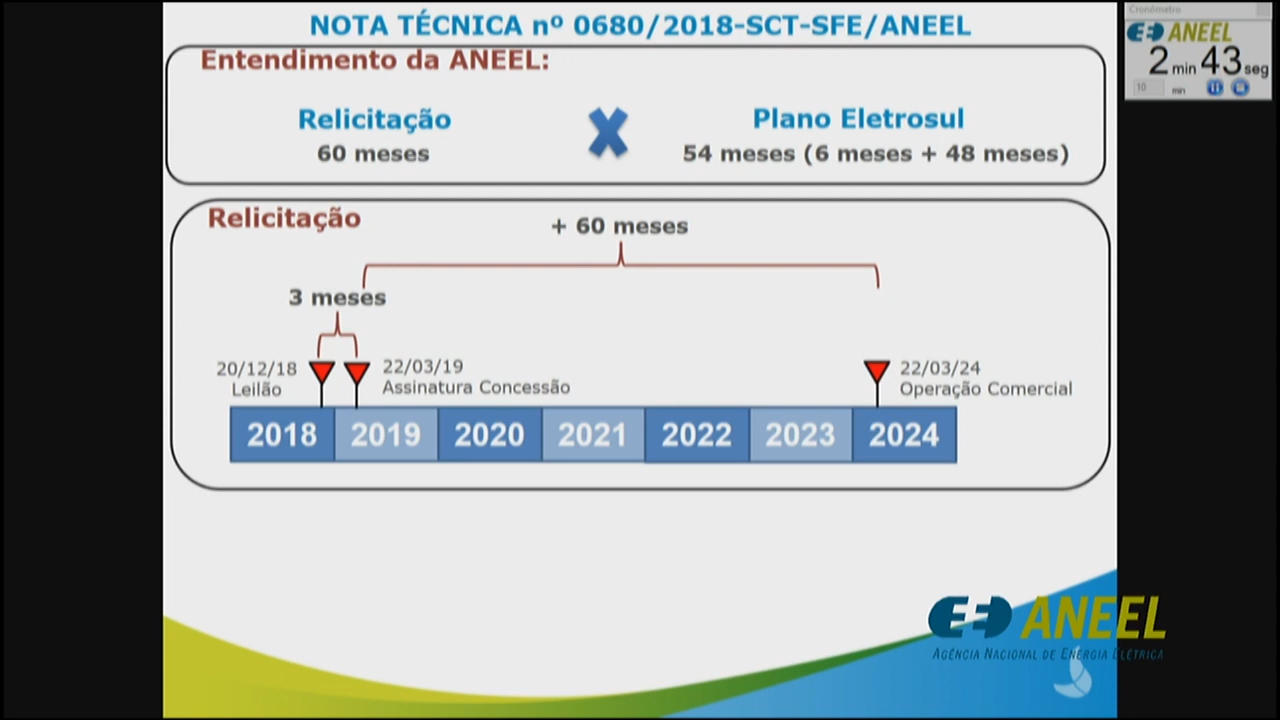 NOTA TÉCNICA nº 0680/2018-SCT-SFE/ANEEL
Entendimento da ANEEL:
Relicitação
60 meses
Plano Eletrosul
54 meses (6 meses + 48 meses)
Relicitação
+ 60 meses
3 meses
20/12/18
Leilão
22/03/19
Assinatura Concessão
22/03/24
Operação Comercial
2018 2019 2020 2021 2022 2023 2024
ANEEL
AGÊNCIA NACIONAL DE ENERGIA ELÉTRICA
Cronômetro
ANEEL
2 min 43 seg
10 min